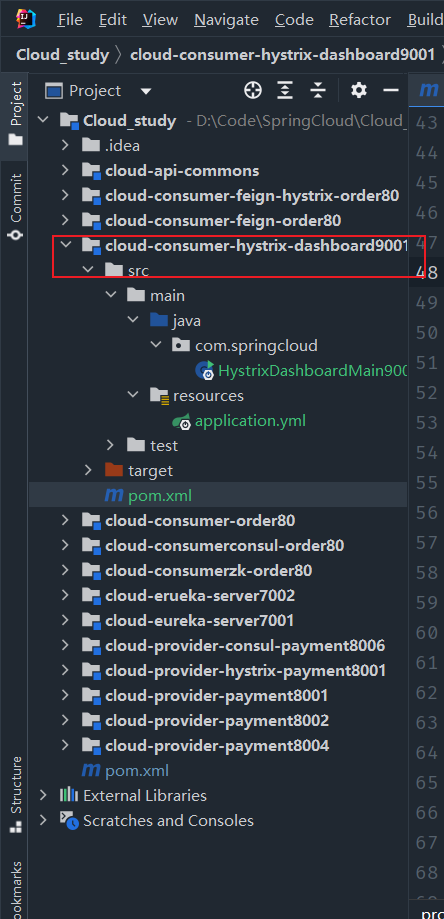 File Edit View Navigate Code Refactor Build
Cloud_study 〉 cloud-consumer-hystrix-dashboard9001
Project
Cloud_study - D:\Code\SpringCloud\Cloud_
.idea
cloud-api-commons
cloud-consumer-feign-hystrix-order80
cloud-consumer-feign-order80
cloud-consumer-hystrix-dashboard9001
src
main
java
com.springcloud
HystrixDashboardMain900
resources
application.yml
test
target
pom.xml
cloud-consumer-order80
cloud-consumerconsul-order80
cloud-consumerzk-order80
cloud-erueka-server7002
cloud-eureka-server7001
cloud-provider-consul-payment8006
cloud-provider-hystrix-payment8001
cloud-provider-payment8001
cloud-provider-payment8002
cloud-provider-payment8004
pom.xml
External Libraries
Scratches and Consoles
Project
Commit
Structure
ookmarks
m
43
44
45
46
47
48
49
50
51
52
53
54
55
56
57
58
59
60
61
62
63
64
65
66
67
68
69
pro